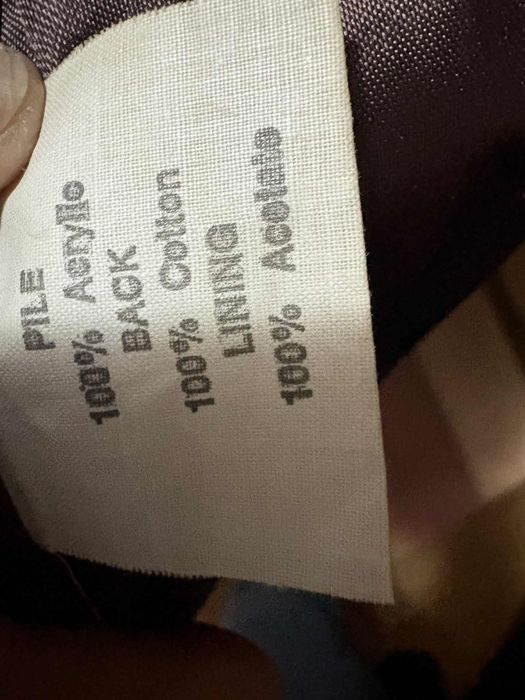 PILE
100% Acrylic
BACK
100% Cotton
LINING
100% Acetate